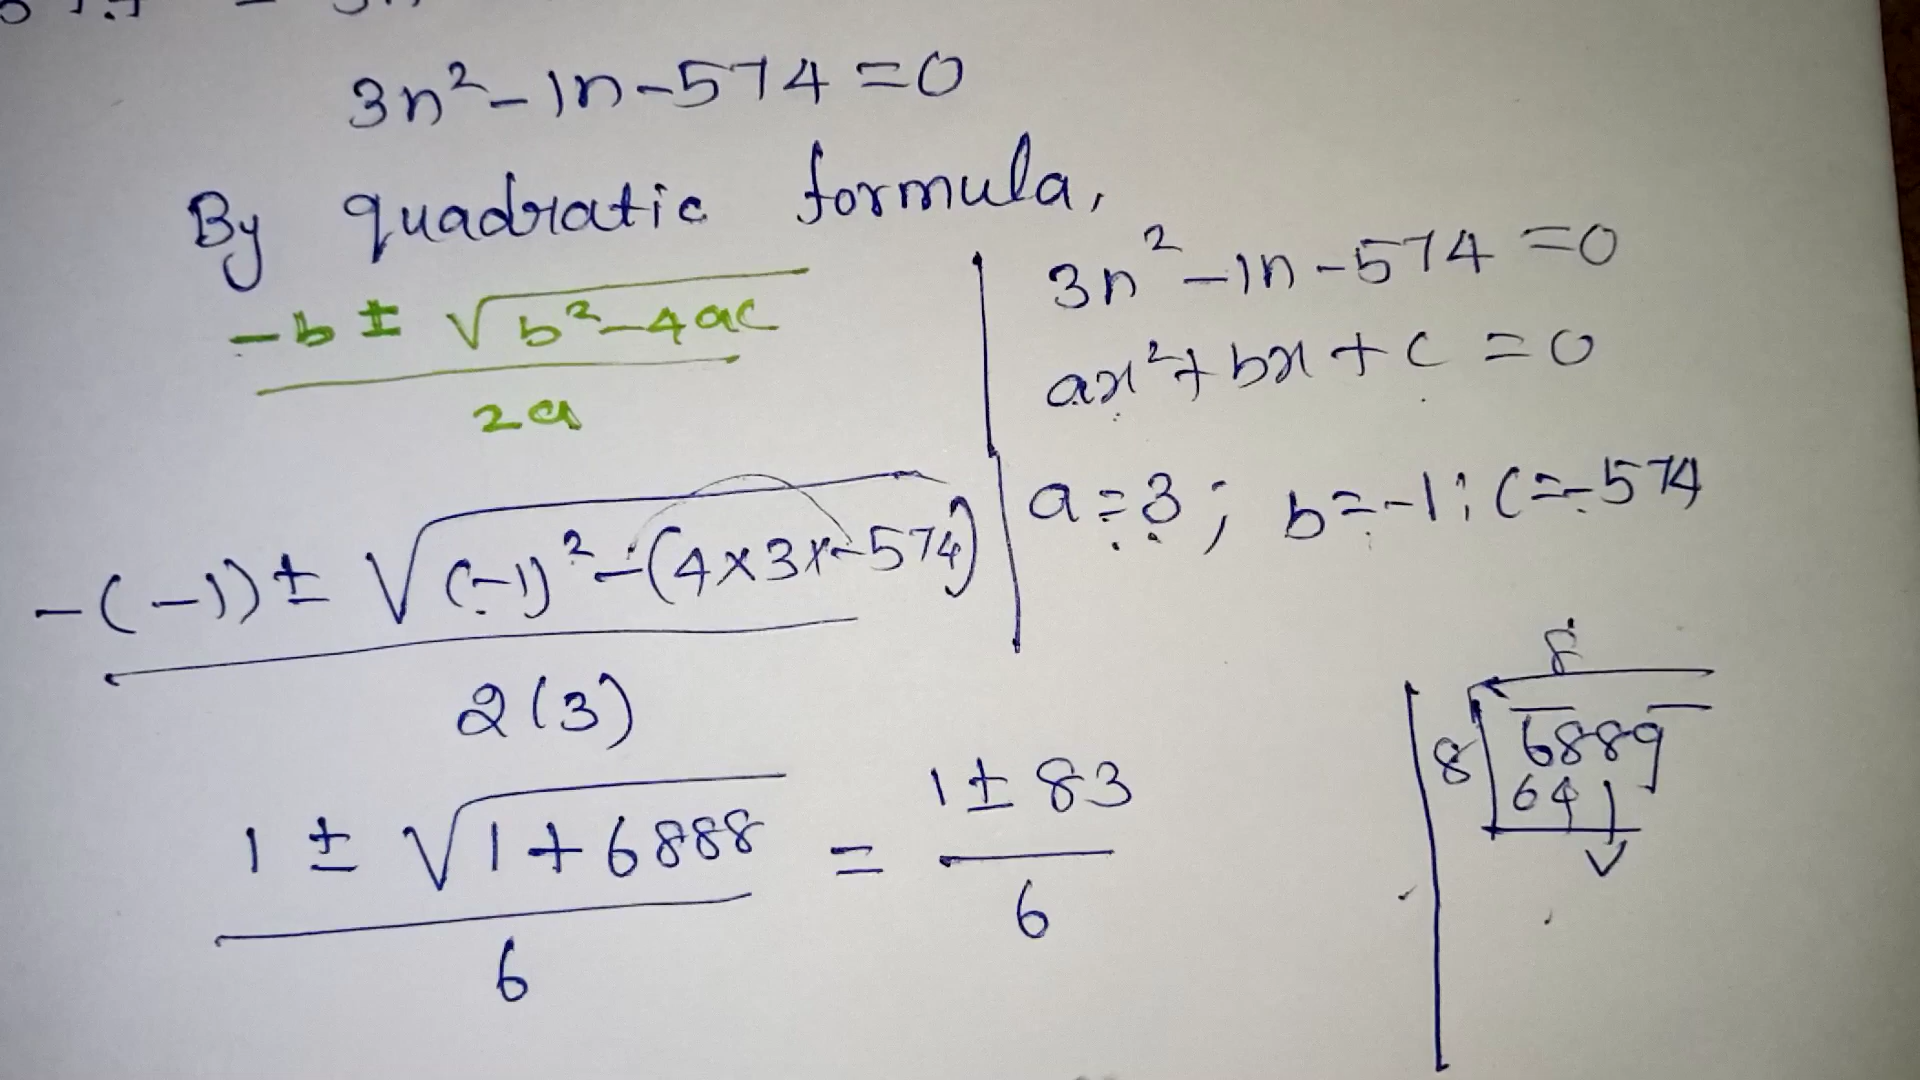 3n² - 1n - 574 = 0
By quadratic formula,
-b ± √b² - 4ac
2a
3n² - 1n - 574 = 0
ax² + bx + c = 0
a = 3 ; b = -1 ; c = -574
-(-1) ± √(-1)² - (4×3×-574)
2(3)
1 ± √1 + 6888 = 1 ± 83
6 6
8
8 6889
64